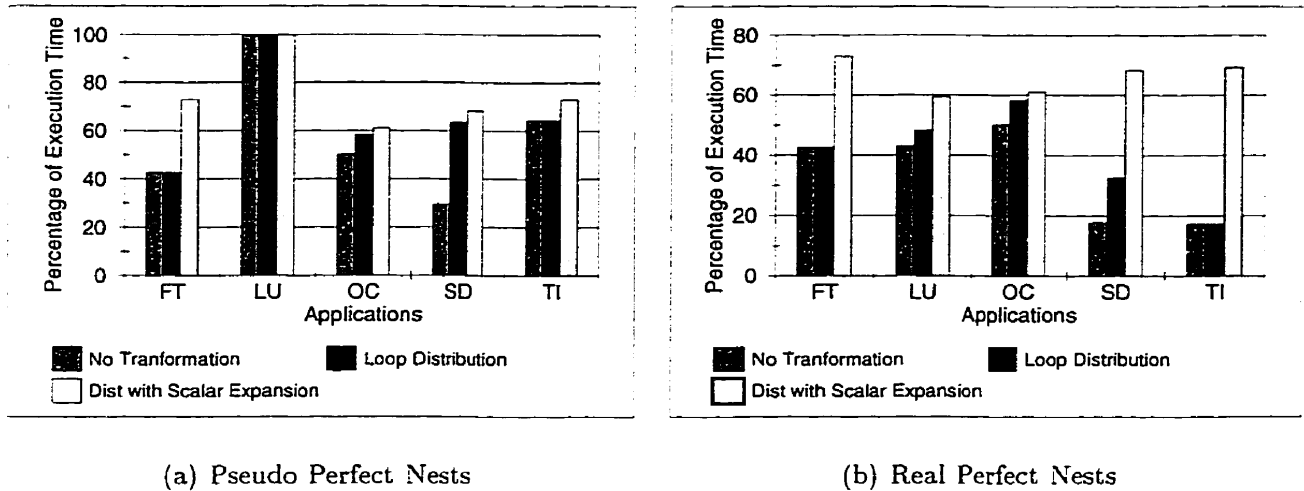 Percentage of Execution Time
100
80
60
40
20
0
FT LU OC SD TI
Applications
No Tranformation Loop Distribution
Dist with Scalar Expansion
(a) Pseudo Perfect Nests
Percentage of Execution Time
80
60
40
20
0
FT LU OC SD TI
Applications
No Tranformation Loop Distribution
Dist with Scalar Expansion
(b) Real Perfect Nests